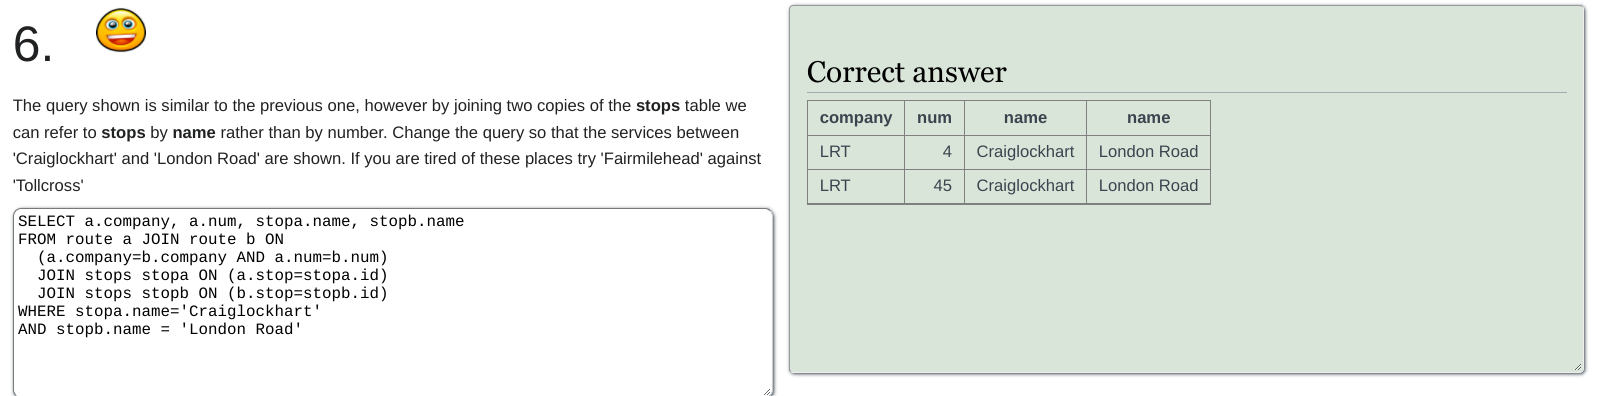 6.
The query shown is similar to the previous one, however by joining two copies of the stops table we
can refer to stops by name rather than by number. Change the query so that the services between
'Craiglockhart' and 'London Road' are shown. If you are tired of these places try 'Fairmilehead' against
'Tollcross'
SELECT a.company, a.num, stopa.name, stopb.name
FROM route a JOIN route b ON
  (a.company=b.company AND a.num=b.num)
  JOIN stops stopa ON (a.stop=stopa.id)
  JOIN stops stopb ON (b.stop=stopb.id)
WHERE stopa.name='Craiglockhart'
AND stopb.name = 'London Road'
Correct answer
company num name name
LRT 4 Craiglockhart London Road
LRT 45 Craiglockhart London Road